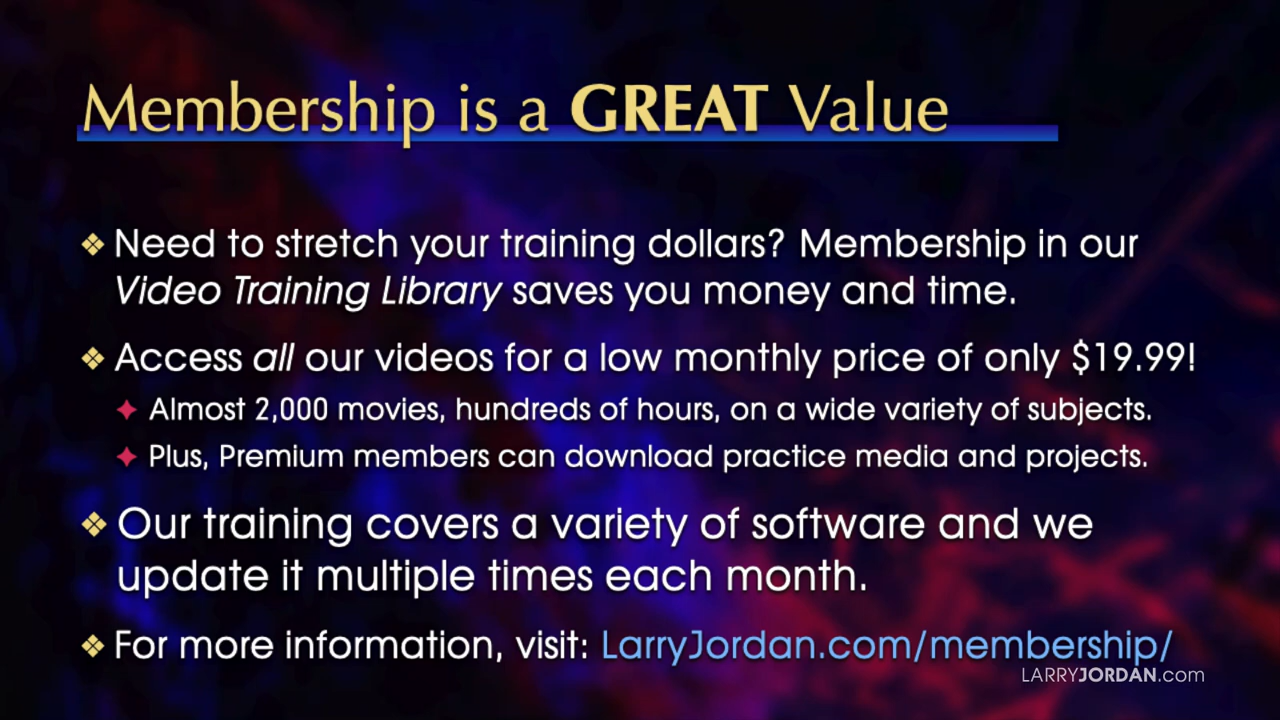 Membership is a GREAT Value
❖ Need to stretch your training dollars? Membership in our
Video Training Library saves you money and time.
❖ Access all our videos for a low monthly price of only $19.99!
✦ Almost 2,000 movies, hundreds of hours, on a wide variety of subjects.
✦ Plus, Premium members can download practice media and projects.
❖ Our training covers a variety of software and we
update it multiple times each month.
❖ For more information, visit: LarryJordan.com/membership/
LARRYJORDAN.com